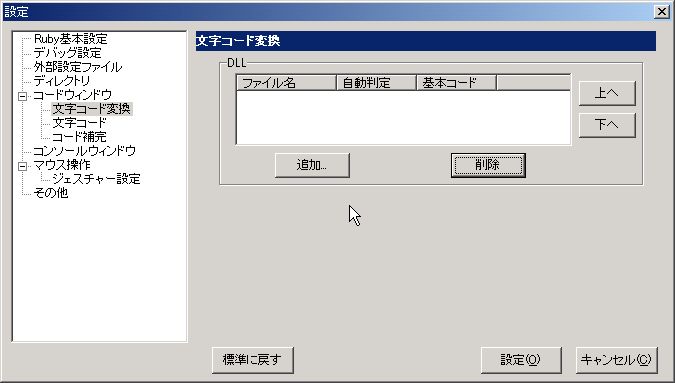 設定
Ruby基本設定
デバッグ設定
外部設定ファイル
ディレクトリ
コードウィンドウ
文字コード変換
文字コード
コード補完
コンソールウィンドウ
マウス操作
ジェスチャー設定
その他
文字コード変換
DLL
ファイル名 自動判定 基本コード
上へ
下へ
追加... 削除
標準に戻す 設定(O) キャンセル(C)